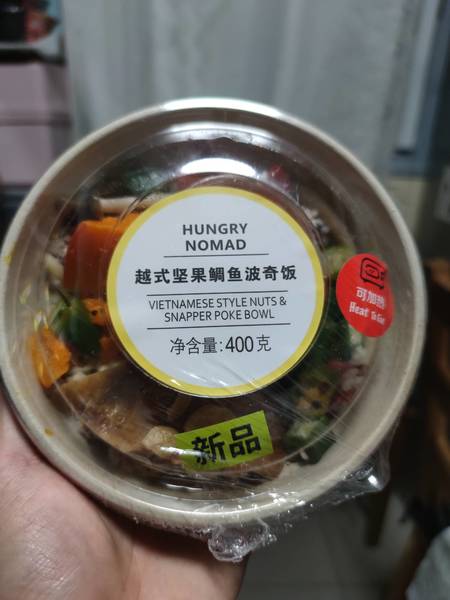 HUNGRY
NOMAD
越式坚果鲷鱼波奇饭
VIETNAMESE STYLE NUTS &
SNAPPER POKE BOWL
净含量:400克
可加热
Heat To Eat
新品